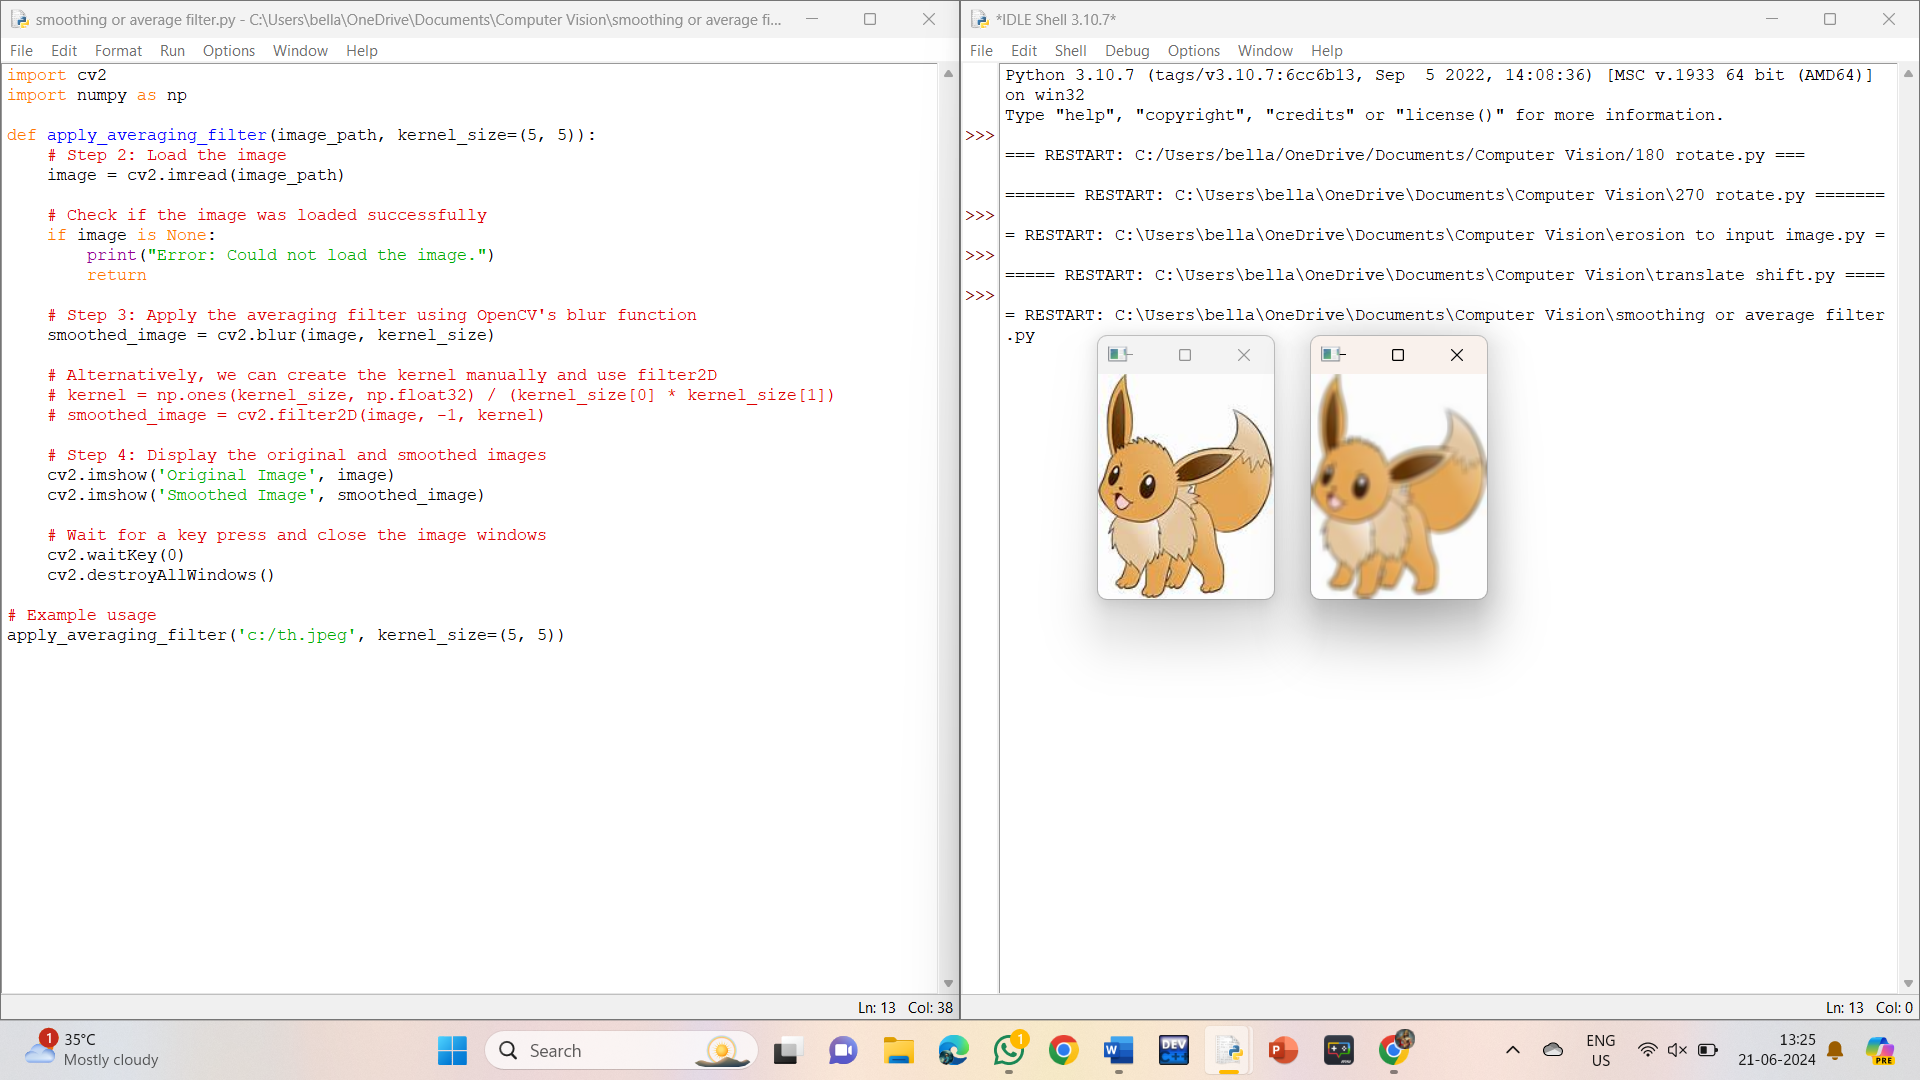 smoothing or average filter.py - C:\Users\bella\OneDrive\Documents\Computer Vision\smoothing or average fi...
File Edit Format Run Options Window Help
import cv2
import numpy as np
def apply_averaging_filter(image_path, kernel_size=(5, 5)):
# Step 2: Load the image
image = cv2.imread(image_path)
# Check if the image was loaded successfully
if image is None:
print("Error: Could not load the image.")
return
# Step 3: Apply the averaging filter using OpenCV's blur function
smoothed_image = cv2.blur(image, kernel_size)
# Alternatively, we can create the kernel manually and use filter2D
# kernel = np.ones(kernel_size, np.float32) / (kernel_size[0] * kernel_size[1])
# smoothed_image = cv2.filter2D(image, -1, kernel)
# Step 4: Display the original and smoothed images
cv2.imshow('Original Image', image)
cv2.imshow('Smoothed Image', smoothed_image)
# Wait for a key press and close the image windows
cv2.waitKey(0)
cv2.destroyAllWindows()
# Example usage
apply_averaging_filter('c:/th.jpeg', kernel_size=(5, 5))
Ln: 13 Col: 38
*IDLE Shell 3.10.7*
File Edit Shell Debug Options Window Help
Python 3.10.7 (tags/v3.10.7:6cc6b13, Sep  5 2022, 14:08:36) [MSC v.1933 64 bit (AMD64)]
on win32
Type "help", "copyright", "credits" or "license()" for more information.
>>>
=== RESTART: C:/Users/bella/OneDrive/Documents/Computer Vision/180 rotate.py ===
======= RESTART: C:\Users\bella\OneDrive\Documents\Computer Vision\270 rotate.py =======
>>>
= RESTART: C:\Users\bella\OneDrive\Documents\Computer Vision\erosion to input image.py =
>>>
===== RESTART: C:\Users\bella\OneDrive\Documents\Computer Vision\translate shift.py ====
>>>
= RESTART: C:\Users\bella\OneDrive\Documents\Computer Vision\smoothing or average filter
.py
Ln: 13 Col: 0
1
35°C
Mostly cloudy
Search
1
W
DEV
P
ENG
US
13:25
21-06-2024
PRE